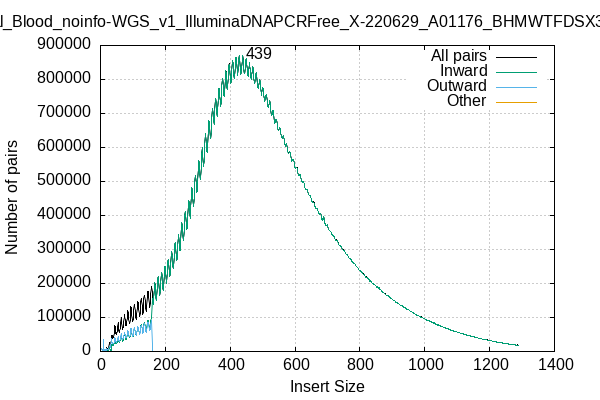 l_Blood_noinfo-WGS_v1_IlluminaDNAPCRFree_X-220629_A01176_BHMWTFDSX3
900000
800000
700000
600000
500000
400000
300000
200000
100000
0
Number of pairs
439
All pairs
Inward
Outward
Other
0 200 400 600 800 1000 1200 1400
Insert Size